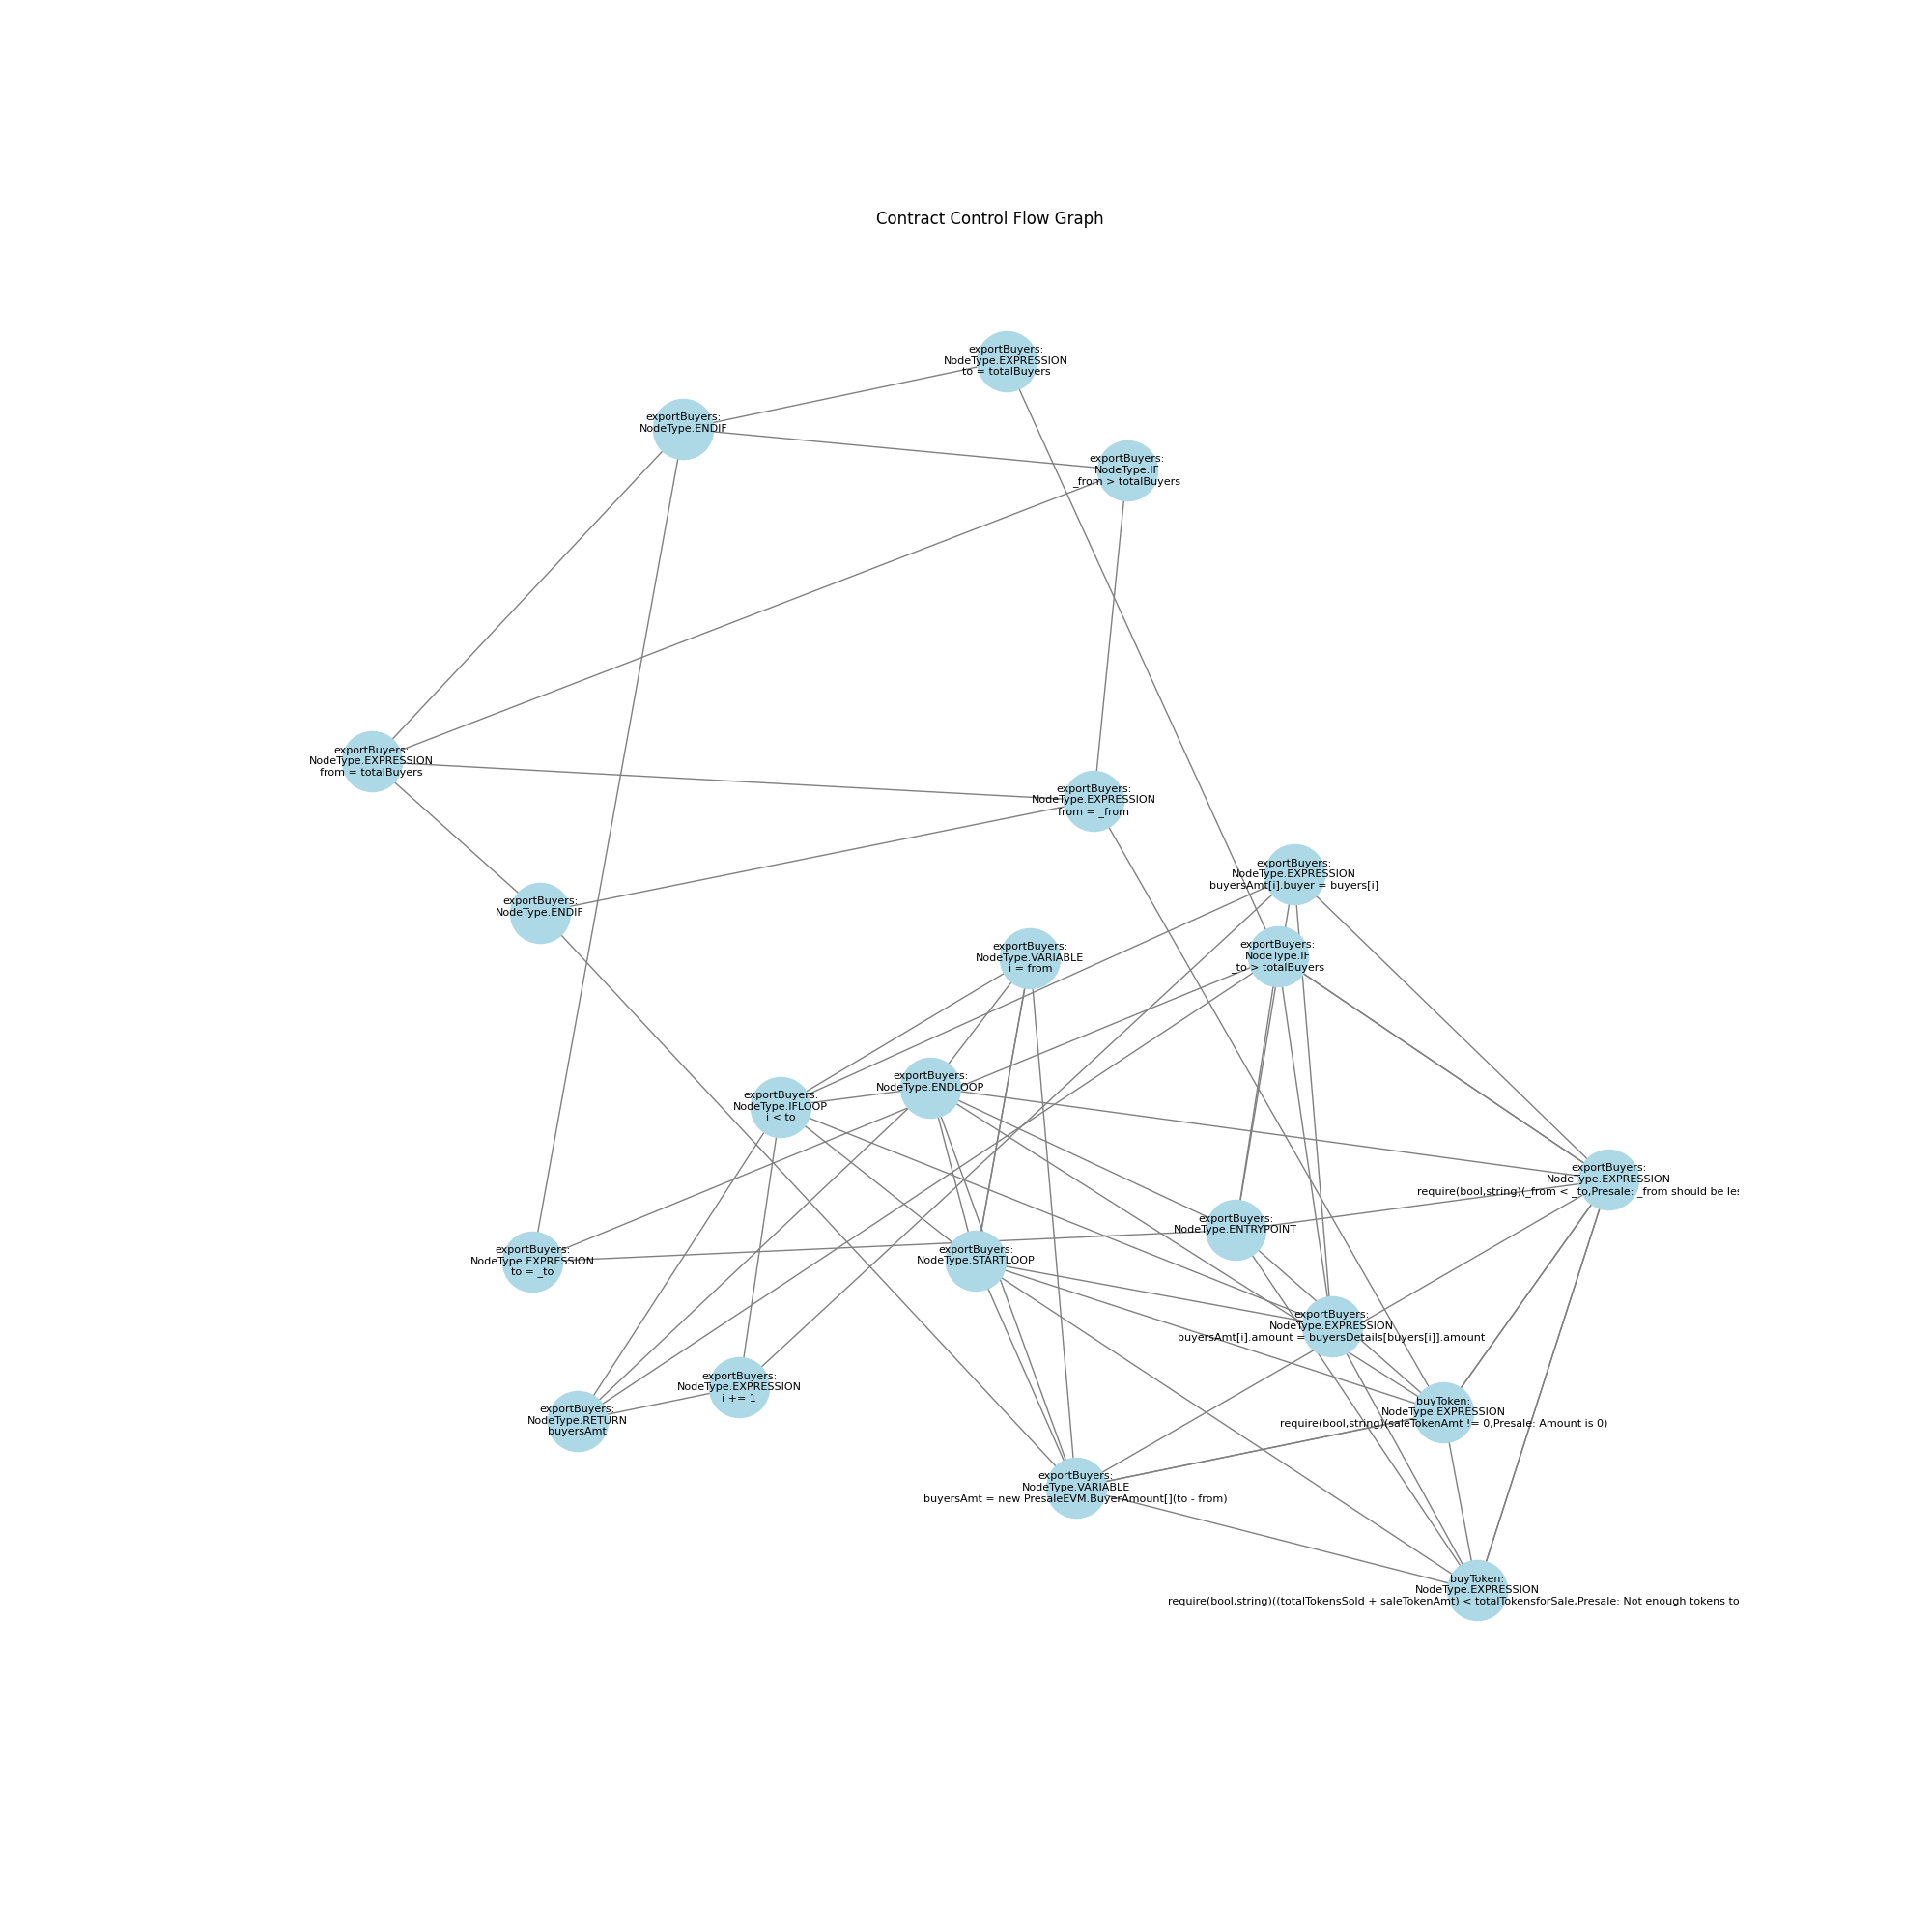 Contract Control Flow Graph
exportBuyers:
NodeType.EXPRESSION
to = totalBuyers
exportBuyers:
NodeType.ENDIF
exportBuyers:
NodeType.IF
_from > totalBuyers
exportBuyers:
NodeType.EXPRESSION
from = totalBuyers
exportBuyers:
NodeType.EXPRESSION
from = _from
exportBuyers:
NodeType.EXPRESSION
buyersAmt[i].buyer = buyers[i]
exportBuyers:
NodeType.ENDIF
exportBuyers:
NodeType.VARIABLE
i = from
exportBuyers:
NodeType.IF
_to > totalBuyers
exportBuyers:
NodeType.ENDLOOP
exportBuyers:
NodeType.IFLOOP
i < to
exportBuyers:
NodeType.EXPRESSION
require(bool,string)(_from < _to,Presale: _from should be les
exportBuyers:
NodeType.ENTRYPOINT
exportBuyers:
NodeType.EXPRESSION
to = _to
exportBuyers:
NodeType.STARTLOOP
exportBuyers:
NodeType.EXPRESSION
buyersAmt[i].amount = buyersDetails[buyers[i]].amount
exportBuyers:
NodeType.EXPRESSION
i += 1
exportBuyers:
NodeType.RETURN
buyersAmt
buyToken:
NodeType.EXPRESSION
require(bool,string)(saleTokenAmt != 0,Presale: Amount is 0)
exportBuyers:
NodeType.VARIABLE
buyersAmt = new PresaleEVM.BuyerAmount[](to - from)
buyToken:
NodeType.EXPRESSION
require(bool,string)((totalTokensSold + saleTokenAmt) < totalTokensforSale,Presale: Not enough tokens to